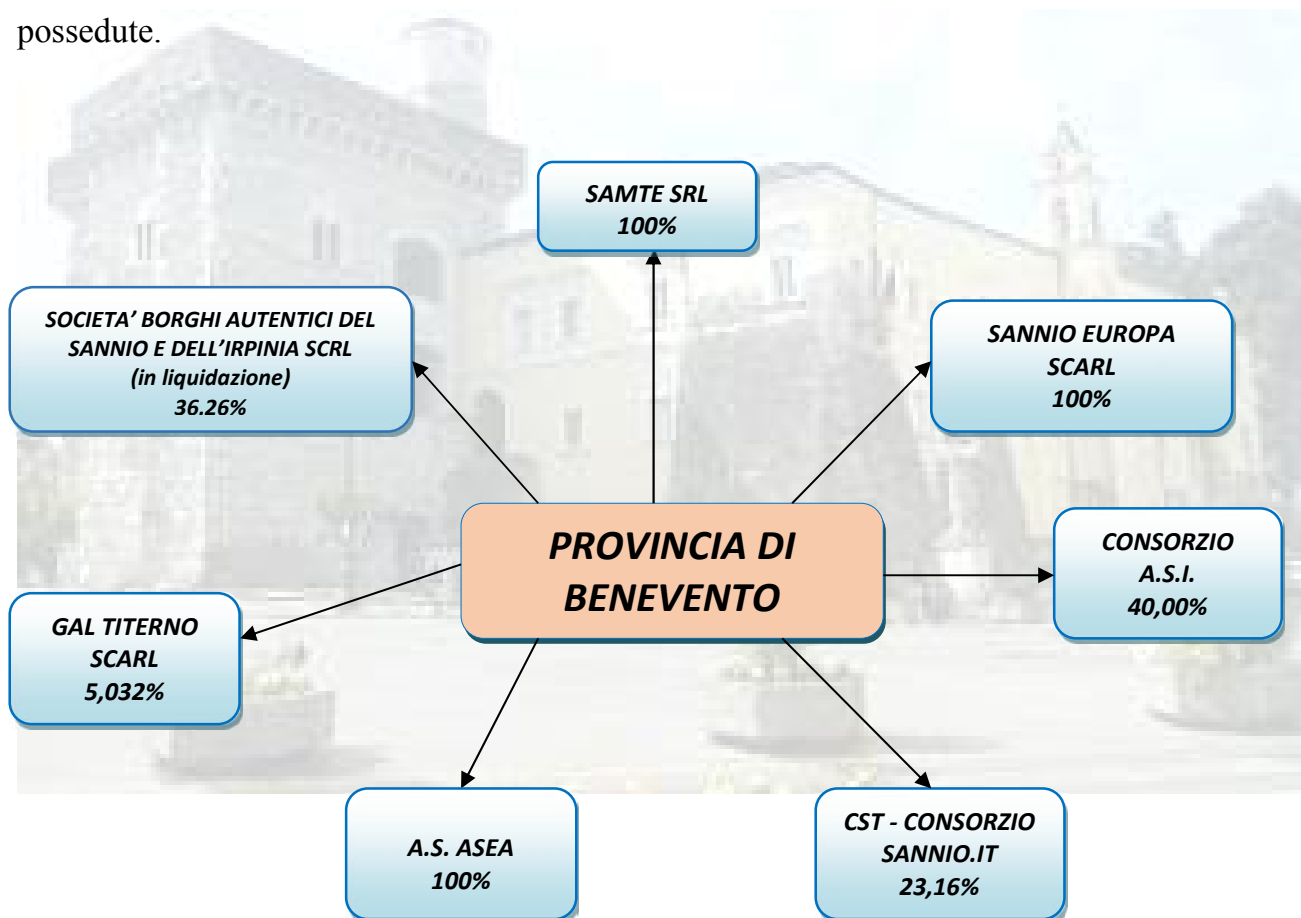 possedute.
SAMTE SRL
100%
SOCIETA’ BORGHI AUTENTICI DEL
SANNIO E DELL’IRPINIA SCRL
(in liquidazione)
36.26%
SANNIO EUROPA
SCARL
100%
PROVINCIA DI
BENEVENTO
CONSORZIO
A.S.I.
40,00%
GAL TITERNO
SCARL
5,032%
A.S. ASEA
100%
CST - CONSORZIO
SANNIO.IT
23,16%